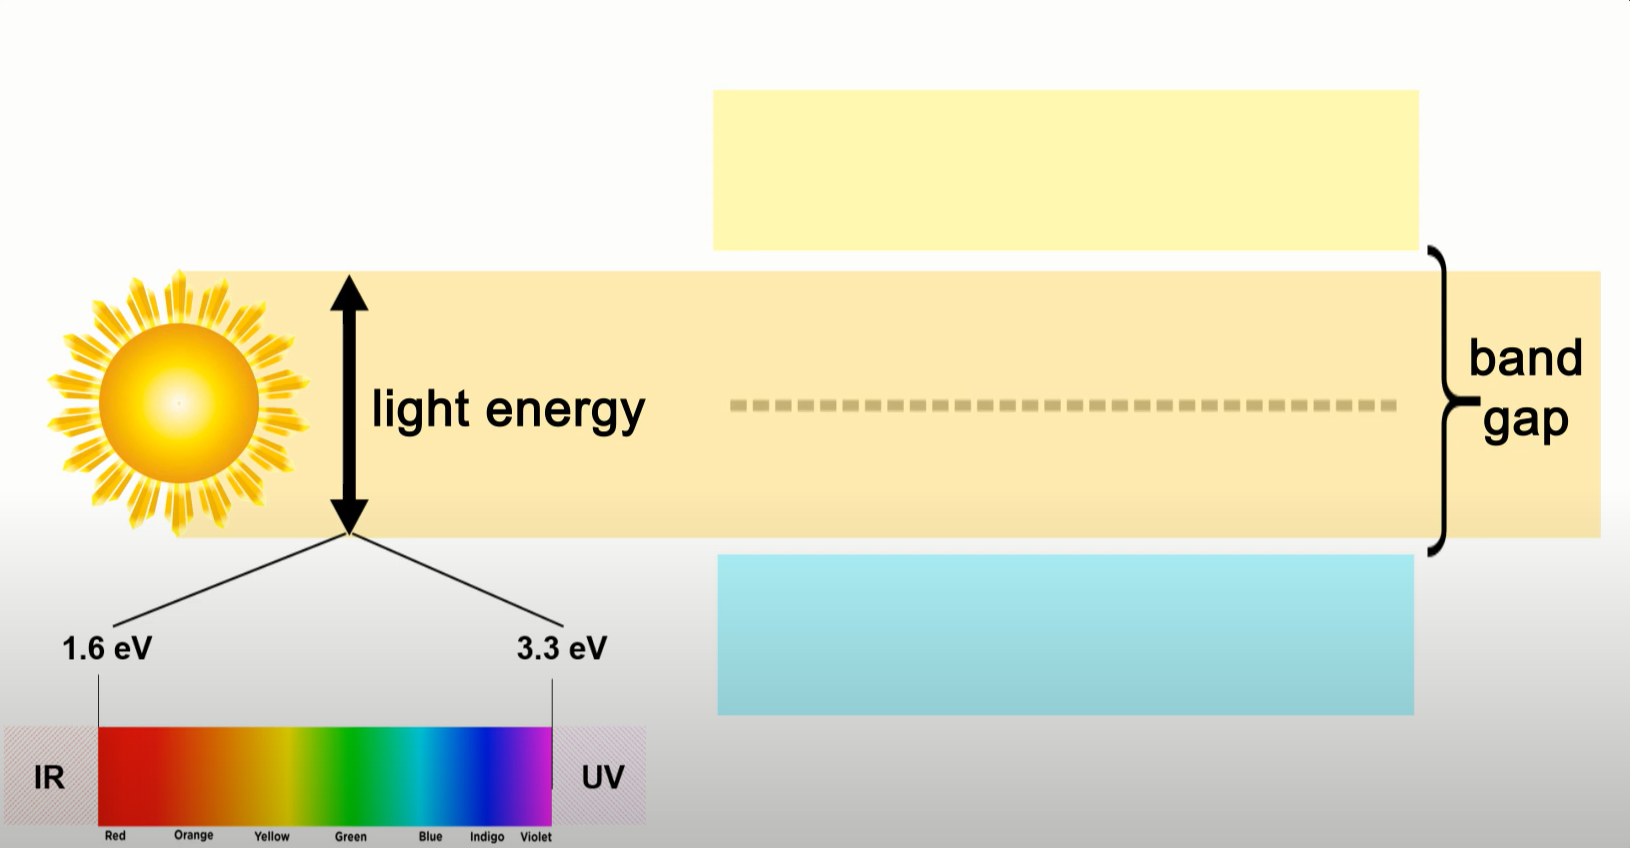 light energy
band
gap
1.6 eV
3.3 eV
IR
UV
Red
Orange
Yellow
Green
Blue
Indigo
Violet